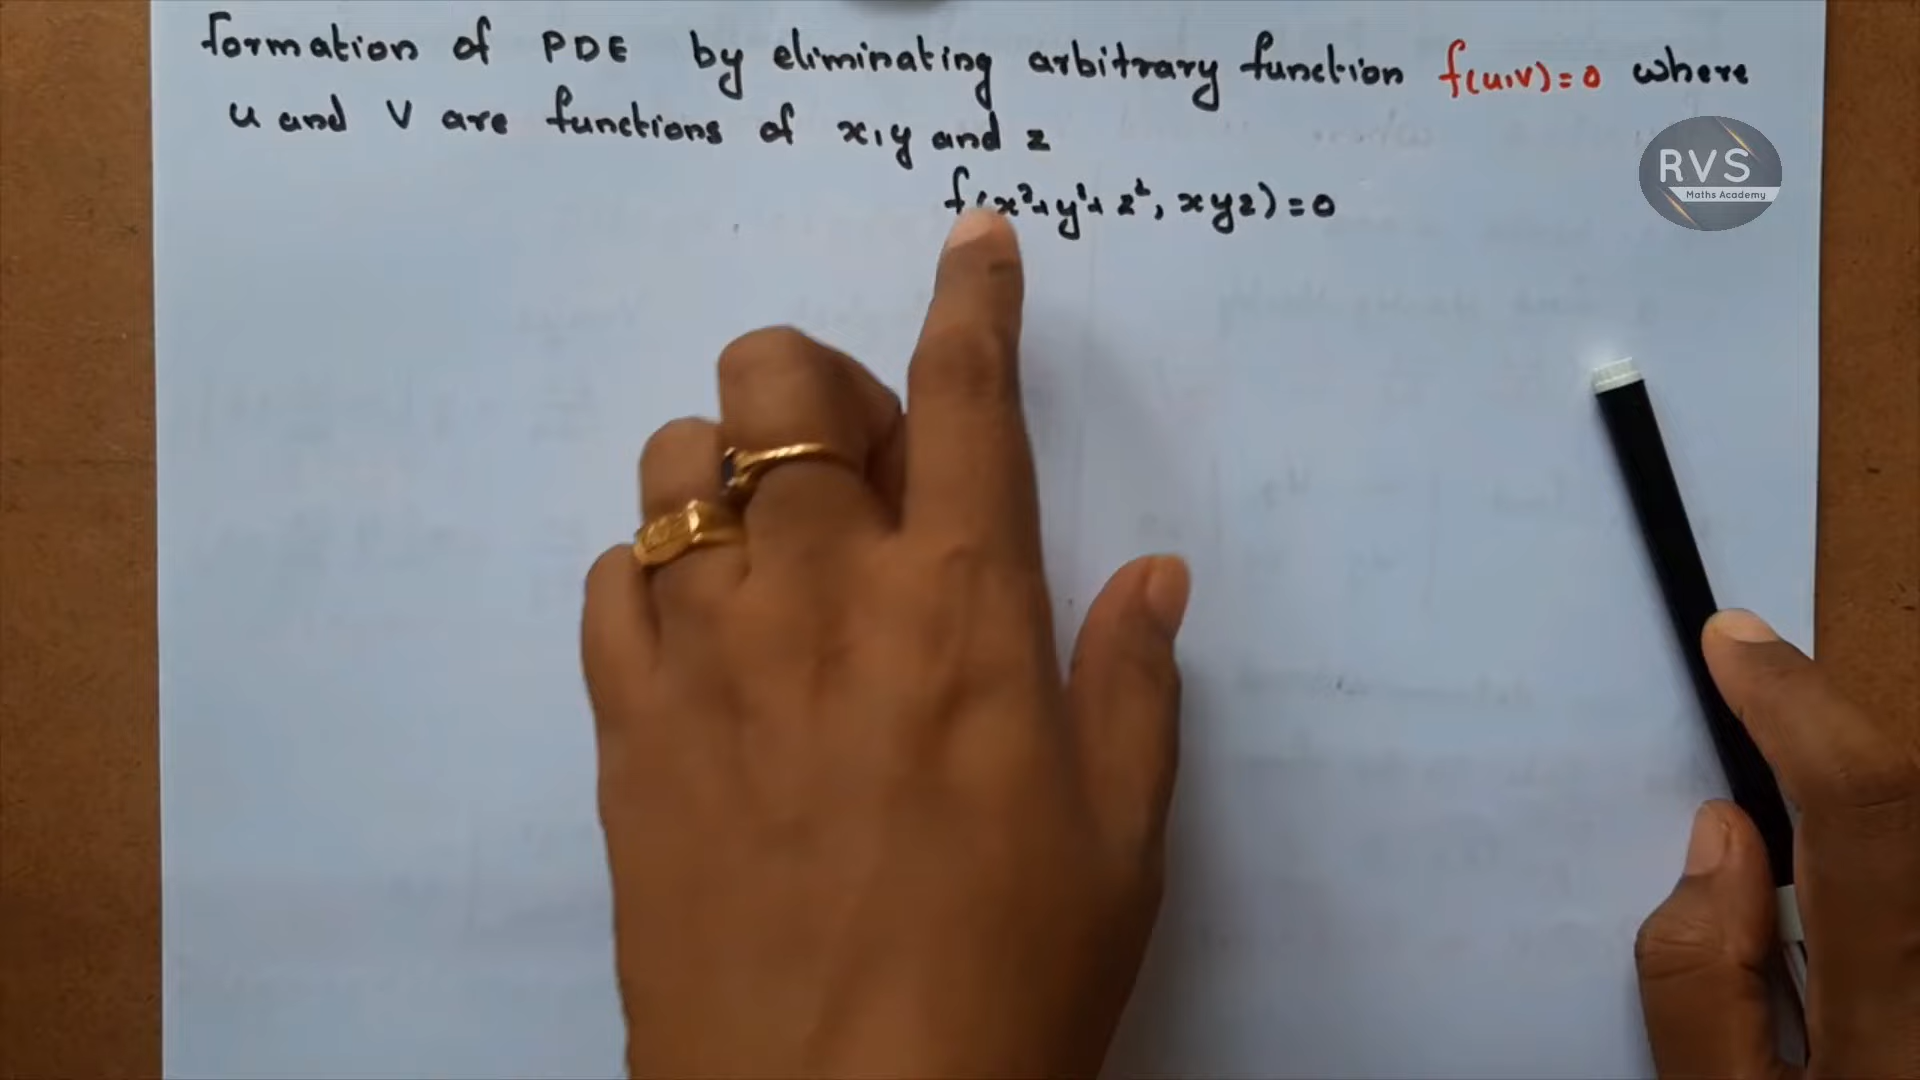 formation of PDE by eliminating arbitrary function f(u,v)=0 where
u and v are functions of x,y and z
f(x²+y²+z², xyz)=0
RVS
Maths Academy